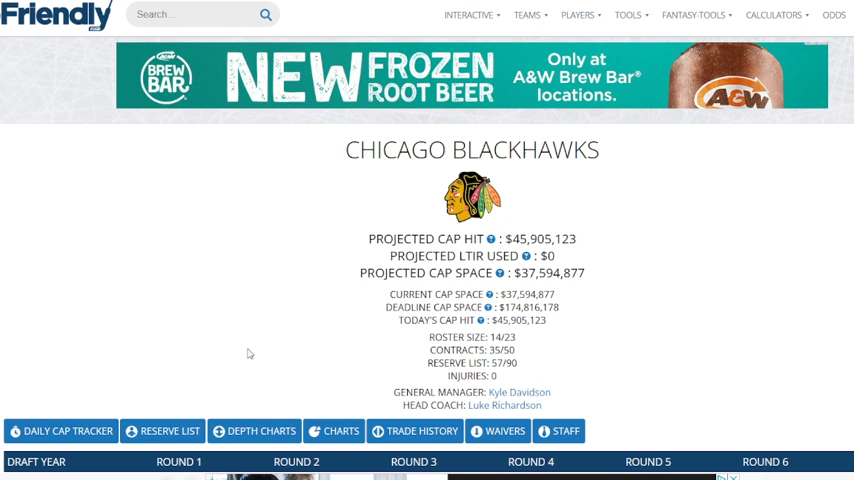 Friendly
Search...
INTERACTIVE TEAMS PLAYERS TOOLS FANTASY-TOOLS CALCULATORS ODDS
A&W BREW BAR
NEW FROZEN ROOT BEER
Only at
A&W Brew Bar®
locations.
A&W
CHICAGO BLACKHAWKS
PROJECTED CAP HIT ? : $45,905,123
PROJECTED LTIR USED ? : $0
PROJECTED CAP SPACE ? : $37,594,877
CURRENT CAP SPACE ? : $37,594,877
DEADLINE CAP SPACE ? : $174,816,178
TODAY'S CAP HIT ? : $45,905,123
ROSTER SIZE: 14/23
CONTRACTS: 35/50
RESERVE LIST: 57/90
INJURIES: 0
GENERAL MANAGER: Kyle Davidson
HEAD COACH: Luke Richardson
DAILY CAP TRACKER RESERVE LIST DEPTH CHARTS CHARTS TRADE HISTORY WAIVERS STAFF
DRAFT YEAR ROUND 1 ROUND 2 ROUND 3 ROUND 4 ROUND 5 ROUND 6